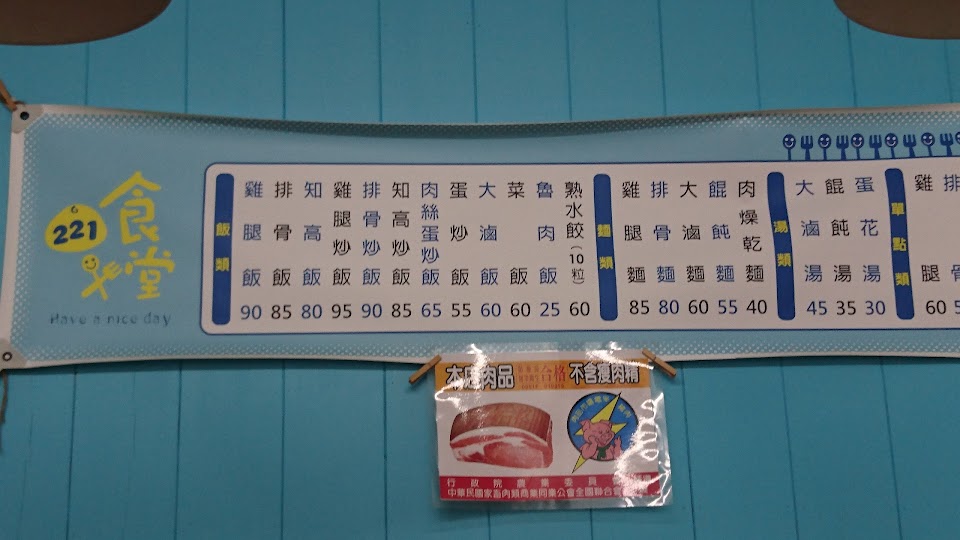 221
食堂
Have a nice day
飯類
雞腿飯 90
排骨飯 85
知高飯 80
雞腿炒飯 95
排骨炒飯 90
知高炒飯 85
肉絲蛋炒飯 65
蛋炒飯 55
大滷飯 60
菜飯 60
魯肉飯 25
熟水餃(10粒) 60
麵類
雞腿麵 85
排骨麵 80
大滷麵 60
餛飩麵 55
肉燥乾麵 40
湯類
大滷湯 45
餛飩湯 35
蛋花湯 30
單點類
雞腿 60
排骨
本店肉品
合格
不含瘦肉精
行政院農業委員
中華民國家畜肉類商業同業公會全國聯合會